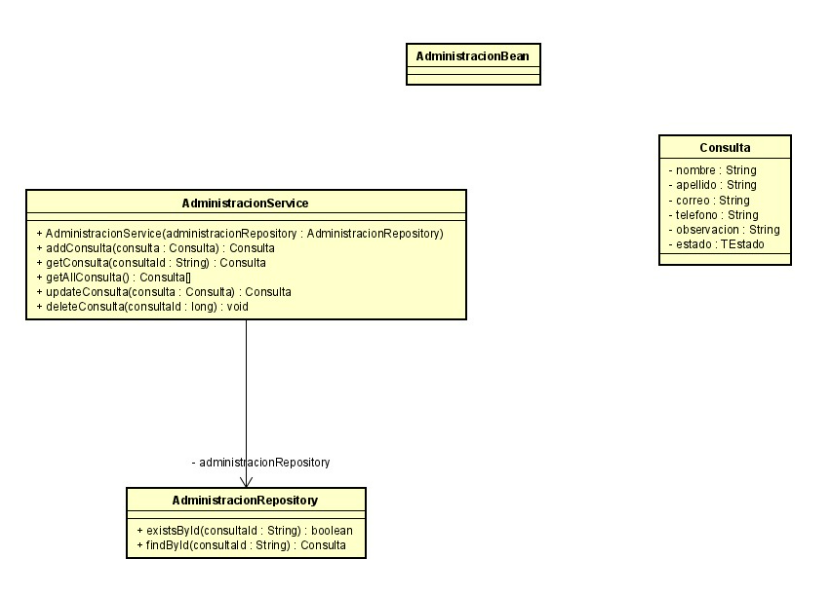 AdministracionBean
Consulta
- nombre : String
- apellido : String
- correo : String
- telefono : String
- observacion : String
- estado : TEstado
AdministracionService
+ AdministracionService(administracionRepository : AdministracionRepository)
+ addConsulta(consulta : Consulta) : Consulta
+ getConsulta(consultaId : String) : Consulta
+ getAllConsulta() : Consulta[]
+ updateConsulta(consulta : Consulta) : Consulta
+ deleteConsulta(consultaId : long) : void
- administracionRepository
AdministracionRepository
+ existsById(consultaId : String) : boolean
+ findById(consultaId : String) : Consulta